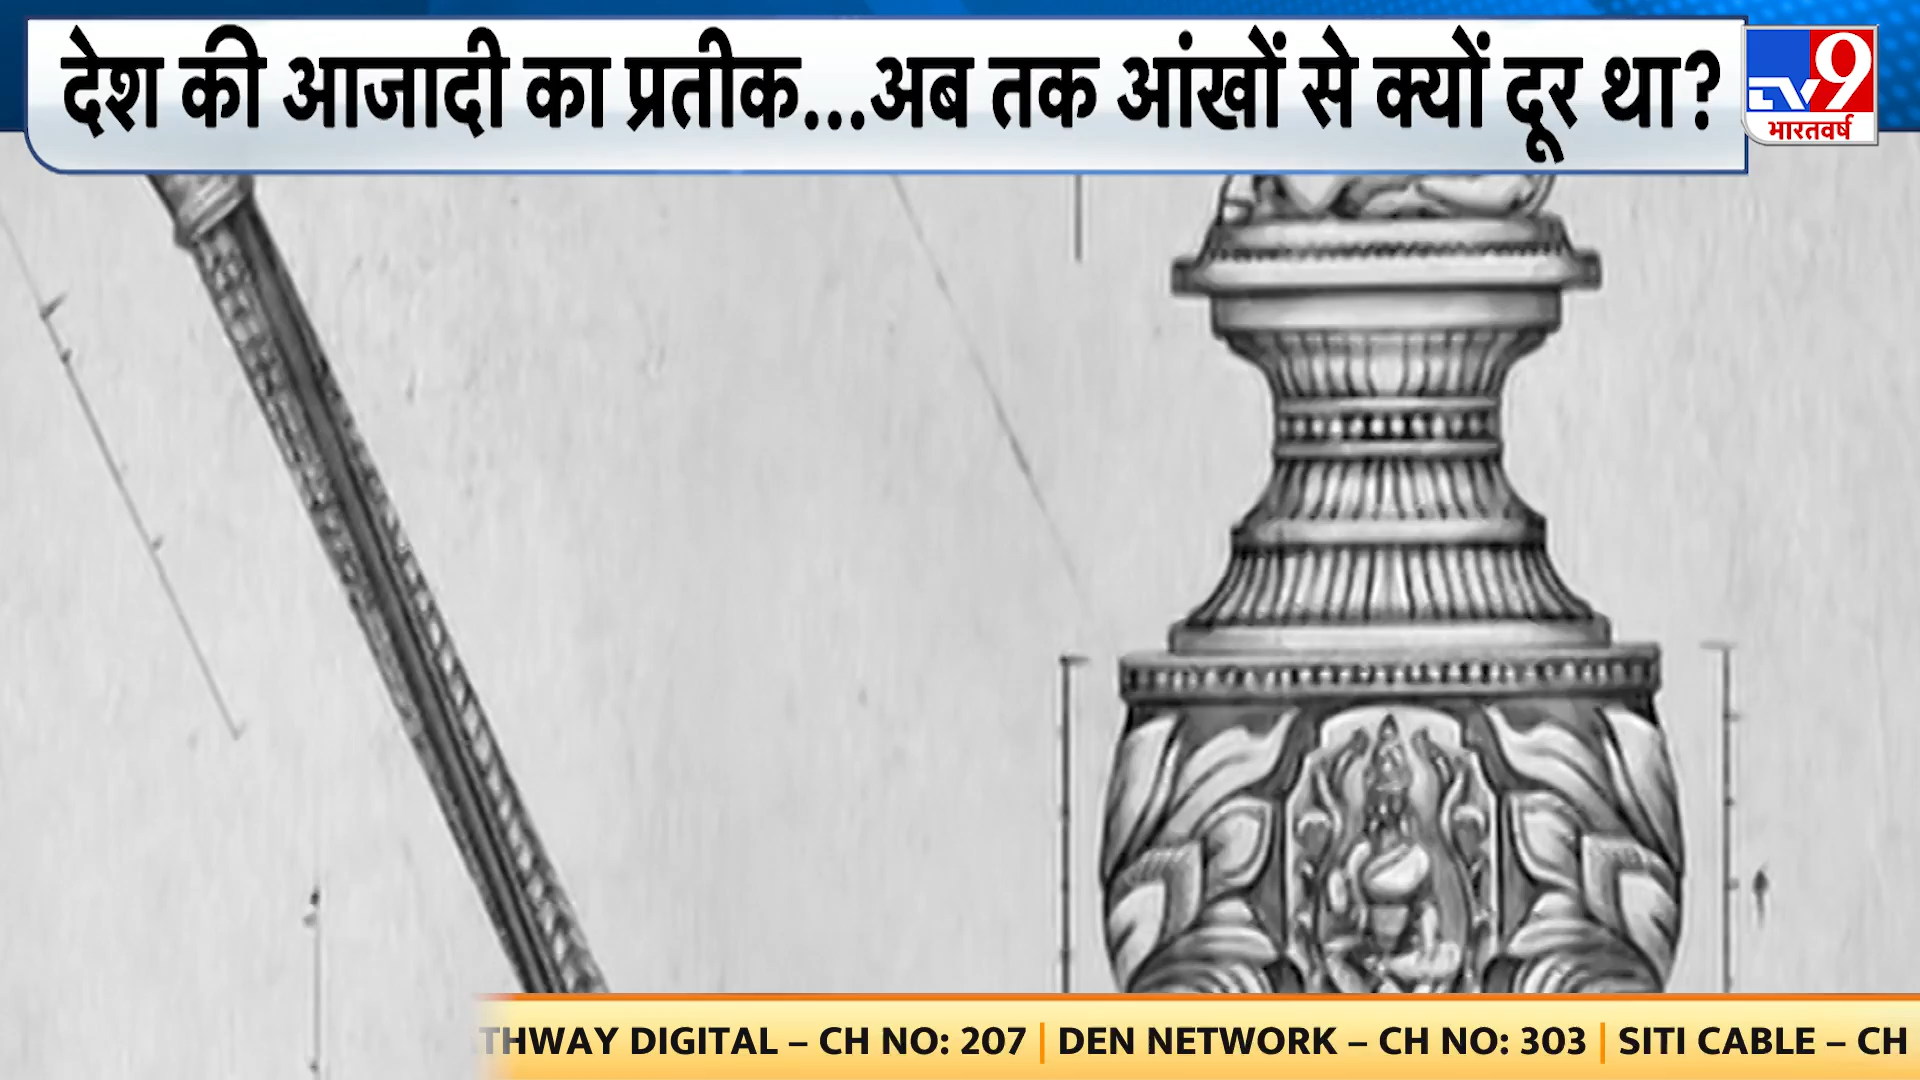 देश की आजादी का प्रतीक...अब तक आंखों से क्यों दूर था?
TV9
भारतवर्ष
THWAY DIGITAL – CH NO: 207 | DEN NETWORK – CH NO: 303 | SITI CABLE – CH